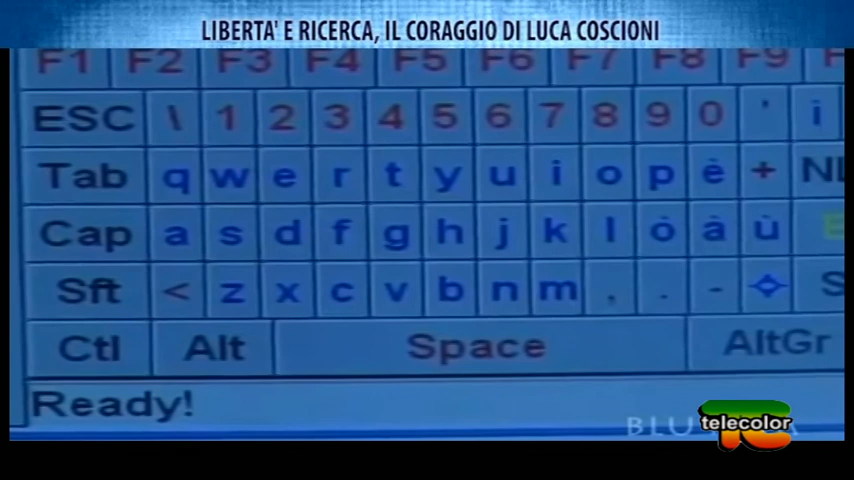 LIBERTA' E RICERCA, IL CORAGGIO DI LUCA COSCIONI
F1 F2 F3 F4 F5 F6 F7 F8 F9 F
ESC \ 1 2 3 4 5 6 7 8 9 0 ' ì
Tab q w e r t y u i o p è + NL
Cap a s d f g h j k l ò à ù E
Sft < z x c v b n m , . - S
Ctl Alt Space AltGr
Ready!
telecolor